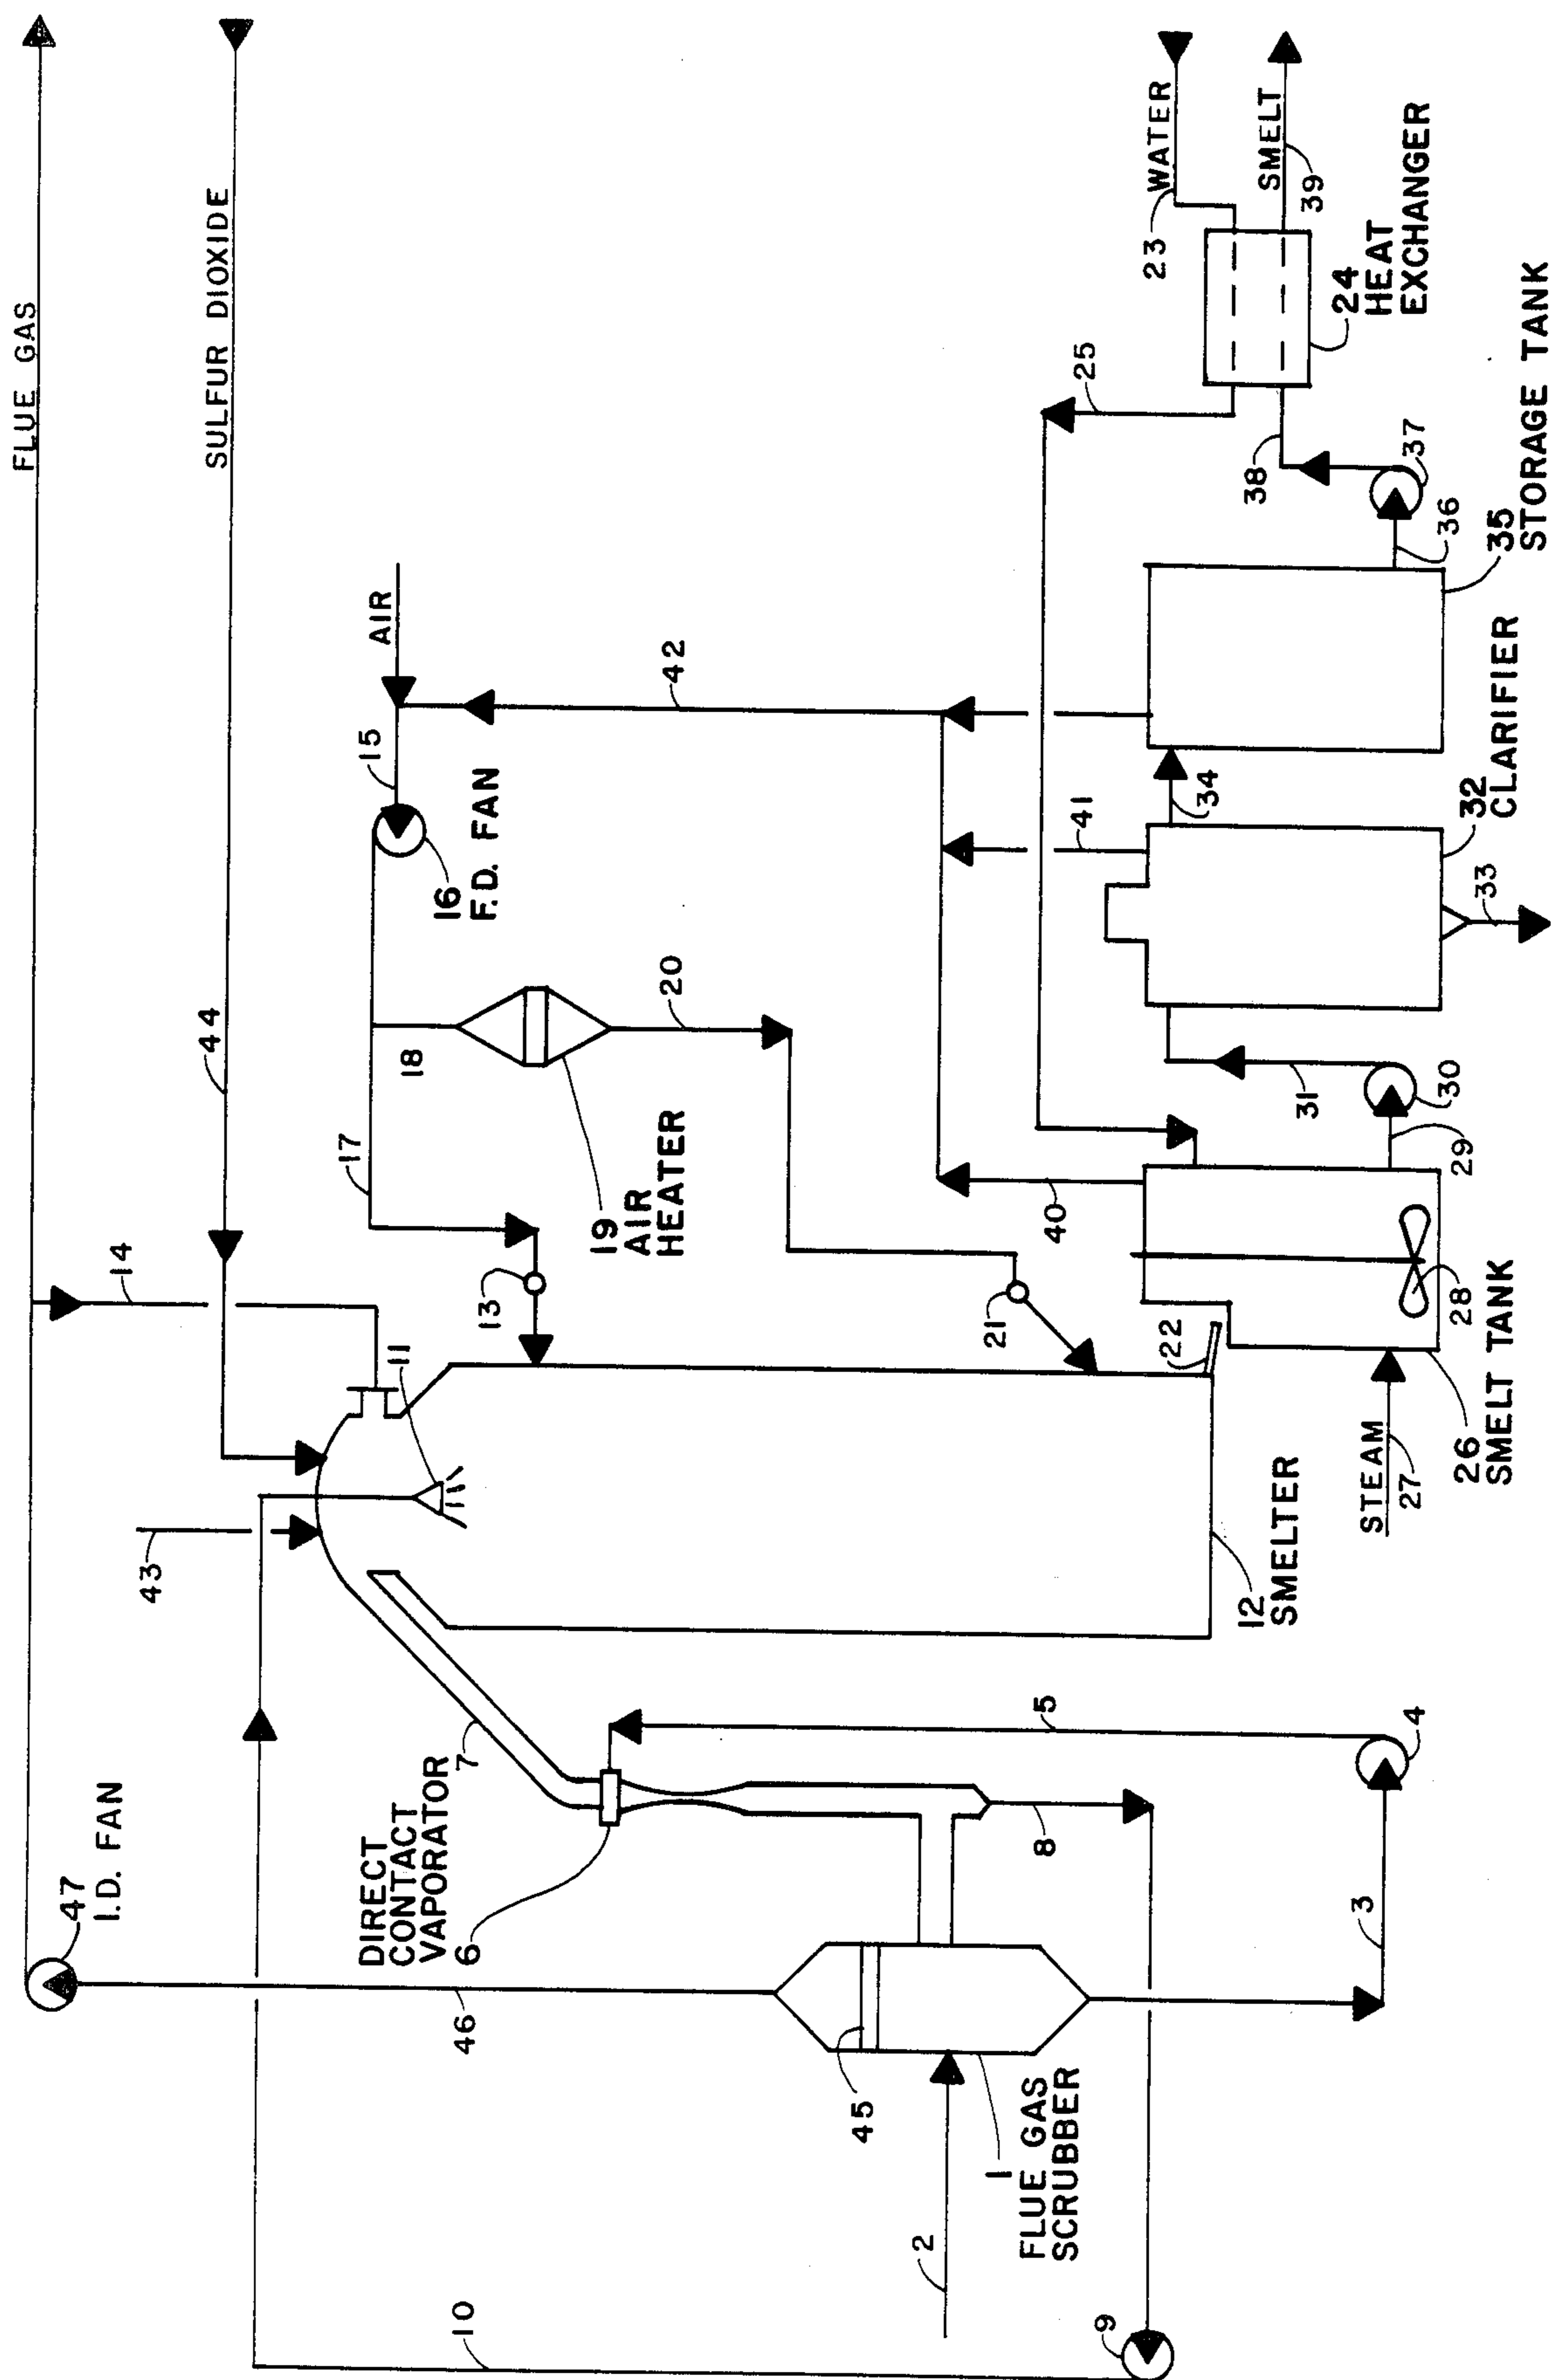 FLUE GAS
SULFUR DIOXIDE
47
I.D. FAN
10
46
43
44
14
11
17
13
18
19
AIR
HEATER
20
16
F.D. FAN
15
AIR
42
DIRECT
CONTACT
VAPORATOR
6
7
5
8
45
2
1
FLUE GAS
SCRUBBER
9
3
4
12
SMELTER
21
22
STEAM
27
26
SMELT TANK
28
40
29
30
31
41
32
CLARIFIER
33
34
35
STORAGE TANK
36
37
38
25
24
HEAT
EXCHANGER
WATER
23
SMELT
39